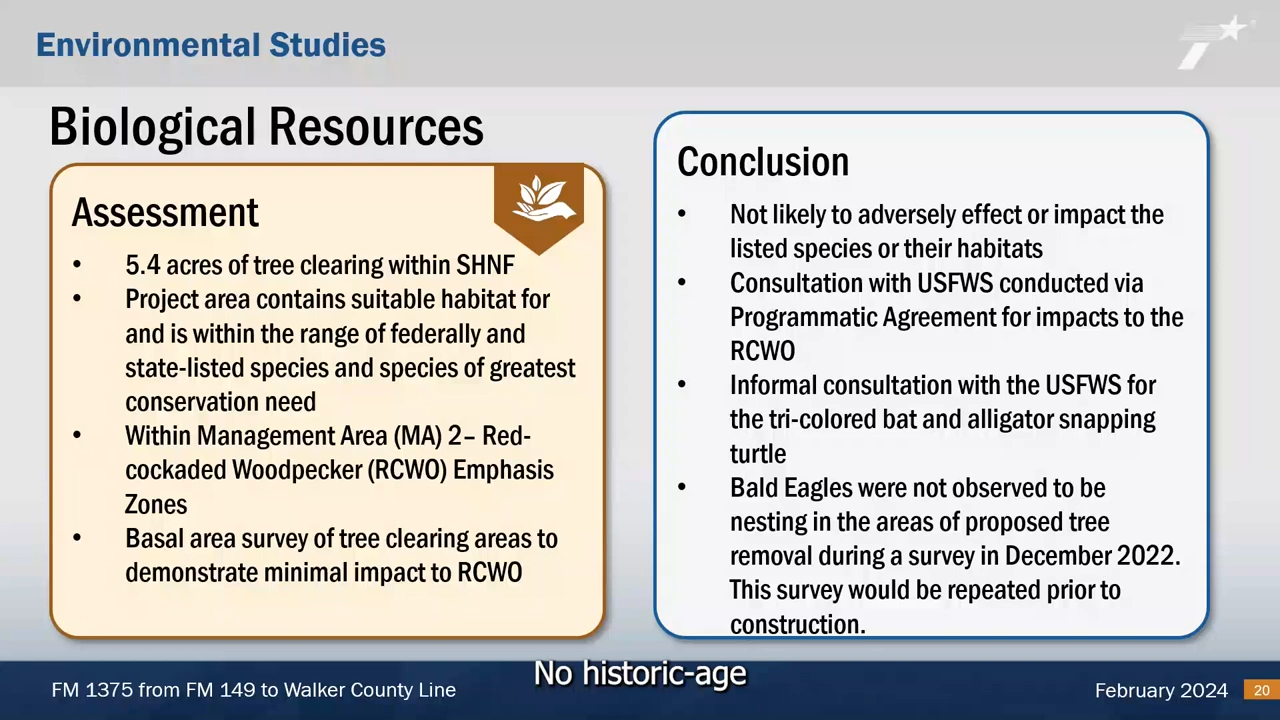 Environmental Studies
Biological Resources
Assessment
• 5.4 acres of tree clearing within SHNF
• Project area contains suitable habitat for
and is within the range of federally and
state-listed species and species of greatest
conservation need
• Within Management Area (MA) 2– Red-
cockaded Woodpecker (RCWO) Emphasis
Zones
• Basal area survey of tree clearing areas to
demonstrate minimal impact to RCWO
Conclusion
• Not likely to adversely effect or impact the
listed species or their habitats
• Consultation with USFWS conducted via
Programmatic Agreement for impacts to the
RCWO
• Informal consultation with the USFWS for
the tri-colored bat and alligator snapping
turtle
• Bald Eagles were not observed to be
nesting in the areas of proposed tree
removal during a survey in December 2022.
This survey would be repeated prior to
construction.
No historic-age
FM 1375 from FM 149 to Walker County Line
February 2024
20